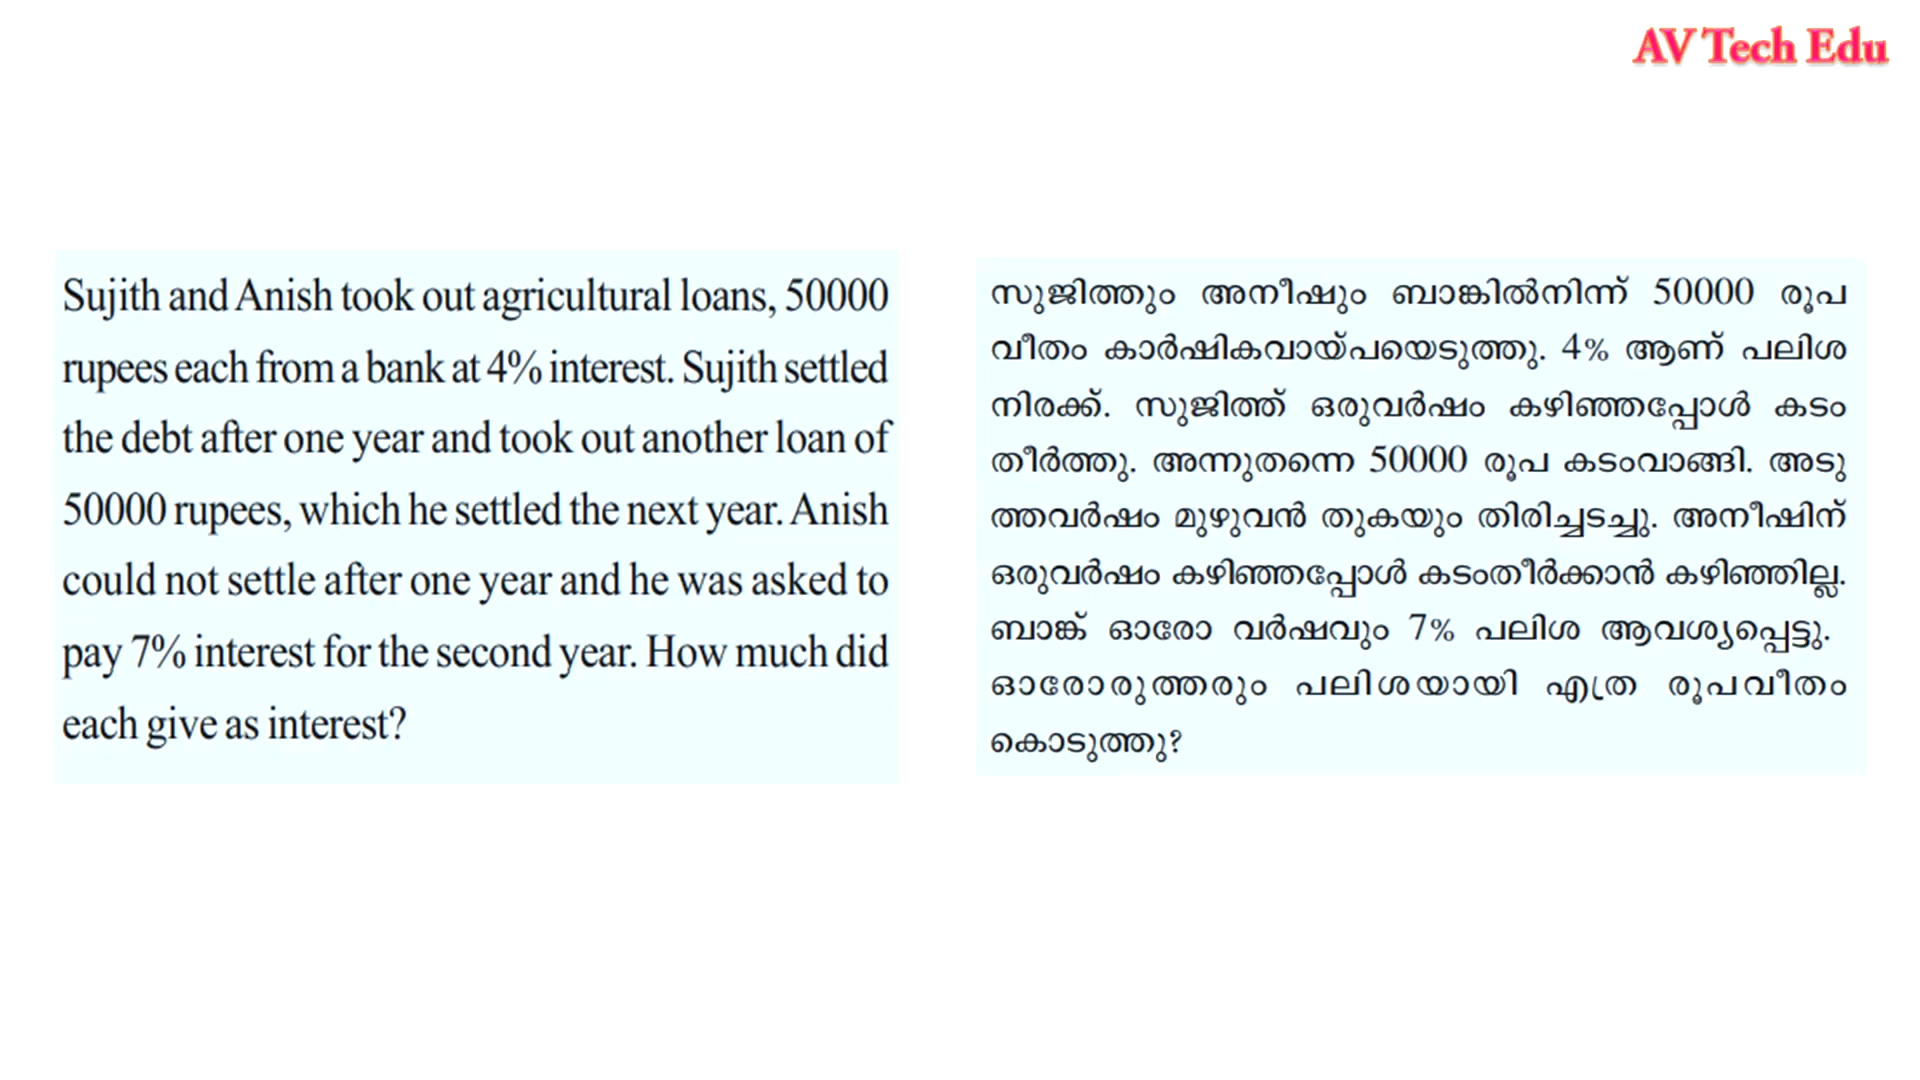 AV Tech Edu
Sujith and Anish took out agricultural loans, 50000
rupees each from a bank at 4% interest. Sujith settled
the debt after one year and took out another loan of
50000 rupees, which he settled the next year. Anish
could not settle after one year and he was asked to
pay 7% interest for the second year. How much did
each give as interest?
സുജിത്തും അനീഷും ബാങ്കിൽനിന്ന് 50000 രൂപ
വീതം കാർഷികവായ്പയെടുത്തു. 4% ആണ് പലിശ
നിരക്ക്. സുജിത്ത് ഒരുവർഷം കഴിഞ്ഞപ്പോൾ കടം
തീർത്തു. അന്നുതന്നെ 50000 രൂപ കടംവാങ്ങി. അടു
ത്തവർഷം മുഴുവൻ തുകയും തിരിച്ചടച്ചു. അനീഷിന്
ഒരുവർഷം കഴിഞ്ഞപ്പോൾ കടംതീർക്കാൻ കഴിഞ്ഞില്ല.
ബാങ്ക് ഓരോ വർഷവും 7% പലിശ ആവശ്യപ്പെട്ടു.
ഓരോരുത്തരും പലിശയായി എത്ര രൂപവീതം
കൊടുത്തു?